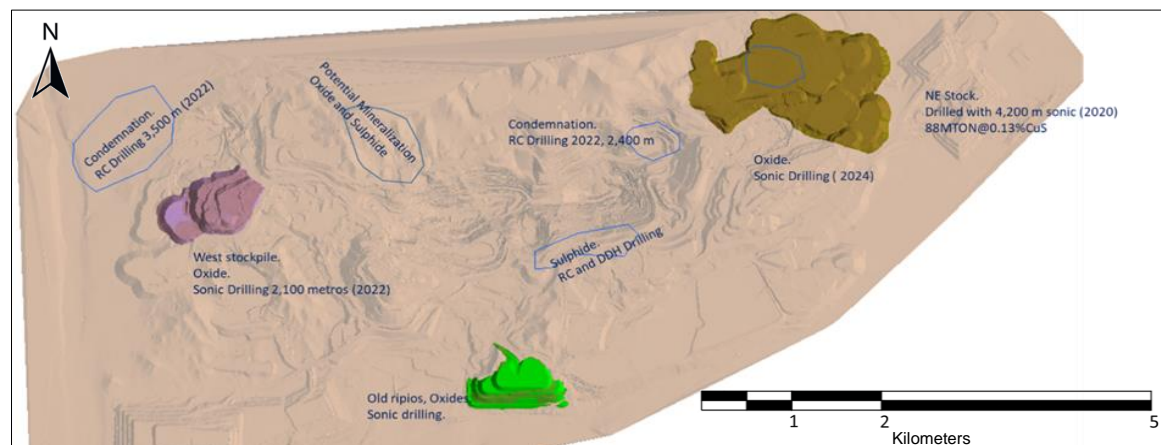 N
Condemnation.
RC Drilling 3,500 m (2022)
Potential Mineralization
Oxide and Sulphide
Condemnation.
RC Drilling 2022, 2,400 m
NE Stock.
Drilled with 4,200 m sonic (2020)
88MTON@0.13%CuS
Oxide.
Sonic Drilling ( 2024)
Sulphide.
RC and DDH Drilling
West stockpile.
Oxide.
Sonic Drilling 2,100 metros (2022)
Old ripios, Oxides
Sonic drilling.
1 2 5
Kilometers